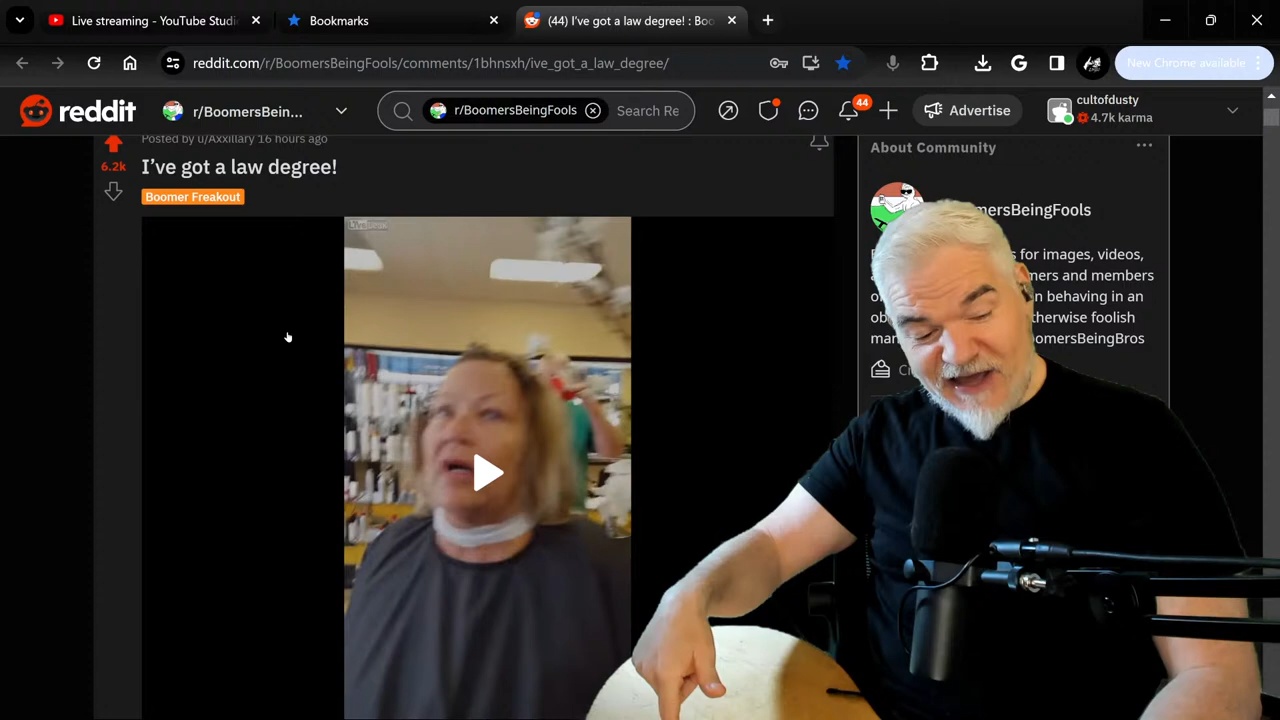 Live streaming - YouTube Studi
Bookmarks
(44) I've got a law degree! : Boo
reddit.com/r/BoomersBeingFools/comments/1bhnsxh/ive_got_a_law_degree/
New Chrome available
reddit
r/BoomersBein...
r/BoomersBeingFools
Search Re
44
Advertise
cultofdusty
4.7k karma
Posted by u/Axxillary 16 hours ago
6.2k
I've got a law degree!
Boomer Freakout
LiveLeak
About Community
mersBeingFools
s for images, videos,
mers and members
n behaving in an
therwise foolish
omersBeingBros